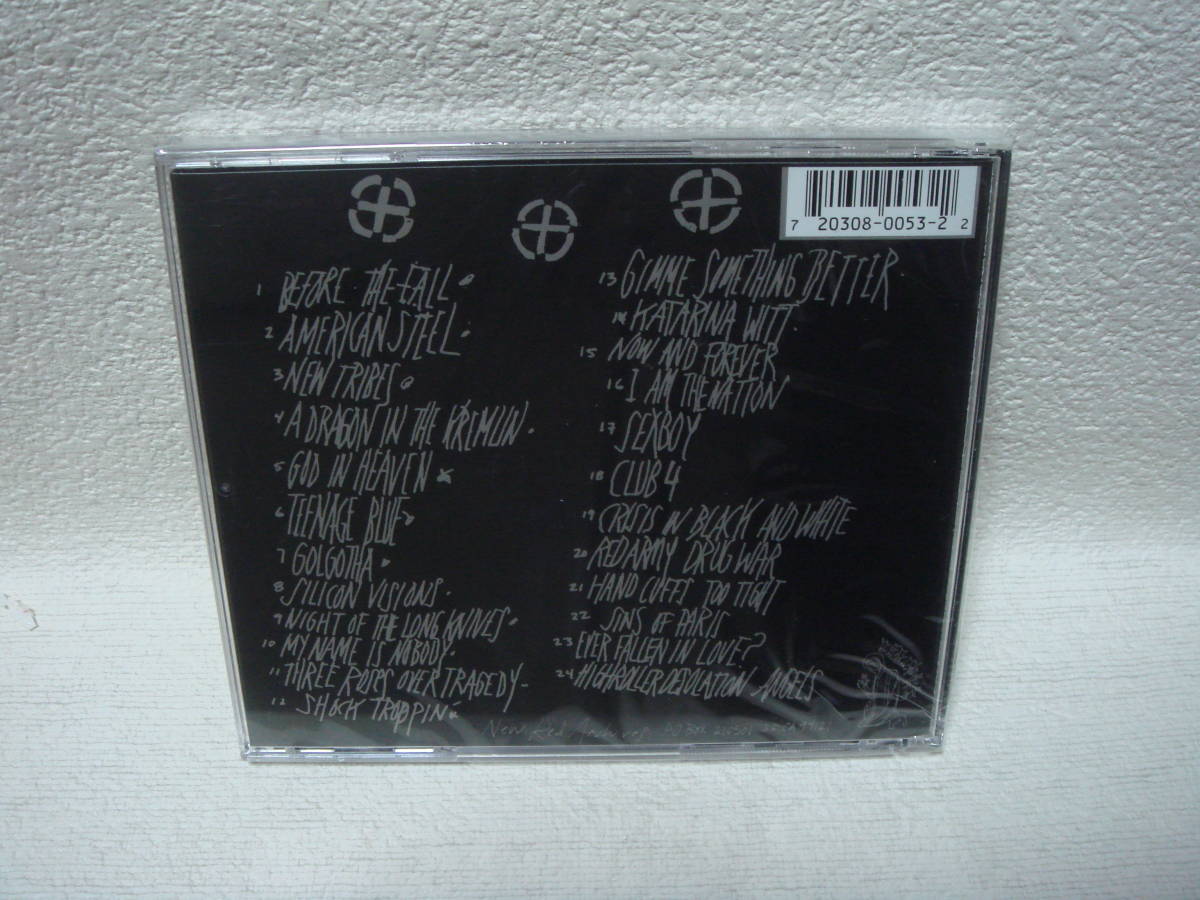 7 20308-0053-2 2
1 BEFORE THE FALL
2 AMERICAN STEEL
3 NEW TRIBES
4 A DRAGON IN THE KREMLIN
5 GOD IN HEAVEN
6 TEENAGE BLUE
7 GOLGOTHA
8 SILICON VISIONS
9 NIGHT OF THE LONG KNIVES
10 MY NAME IS NOBODY
11 THREE ROSES OVER TRAGEDY
12 SHOCK TROOPIN
13 GIMME SOMETHING BETTER
14 KATARINA WITT
15 NOW AND FOREVER
16 I AM THE NATION
17 SEXBOY
18 CLUB 4
19 CRISIS IN BLACK AND WHITE
20 RED ARMY DRUG WAR
21 HAND CUFFS TOO TIGHT
22 SONS OF PARIS
23 EVER FALLEN IN LOVE?
24 HIGHROLLER DESOLATION ANGELS
New Red